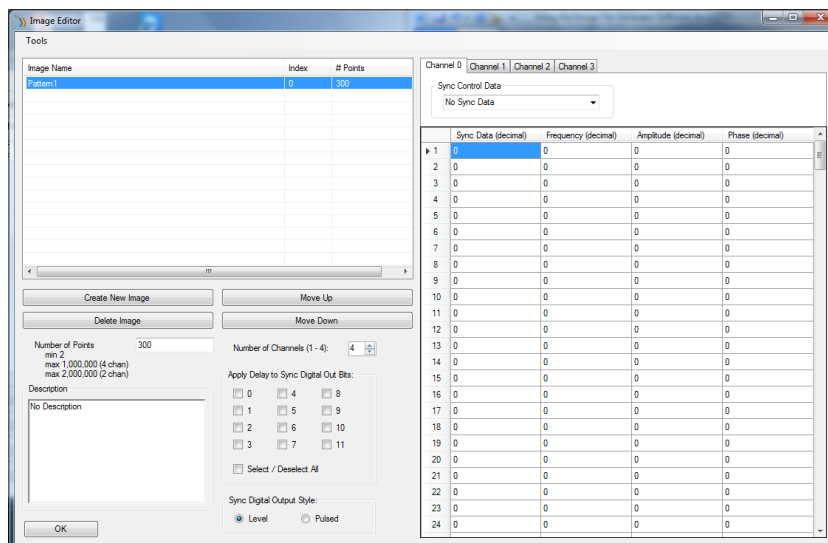 Image Editor
Tools
Image Name Index # Points
Pattern1 0 300
Create New Image Move Up
Delete Image Move Down
Number of Points 300
min 2
max 1,000,000 (4 chan)
max 2,000,000 (2 chan)
Number of Channels (1 - 4): 4
Description
No Description
Apply Delay to Sync Digital Out Bits:
0 4 8
1 5 9
2 6 10
3 7 11
Select / Deselect All
Sync Digital Output Style:
Level Pulsed
OK
Channel 0 Channel 1 Channel 2 Channel 3
Sync Control Data
No Sync Data
Sync Data (decimal) Frequency (decimal) Amplitude (decimal) Phase (decimal)
1 0 0 0 0
2 0 0 0 0
3 0 0 0 0
4 0 0 0 0
5 0 0 0 0
6 0 0 0 0
7 0 0 0 0
8 0 0 0 0
9 0 0 0 0
10 0 0 0 0
11 0 0 0 0
12 0 0 0 0
13 0 0 0 0
14 0 0 0 0
15 0 0 0 0
16 0 0 0 0
17 0 0 0 0
18 0 0 0 0
19 0 0 0 0
20 0 0 0 0
21 0 0 0 0
22 0 0 0 0
23 0 0 0 0
24 0 0 0 0